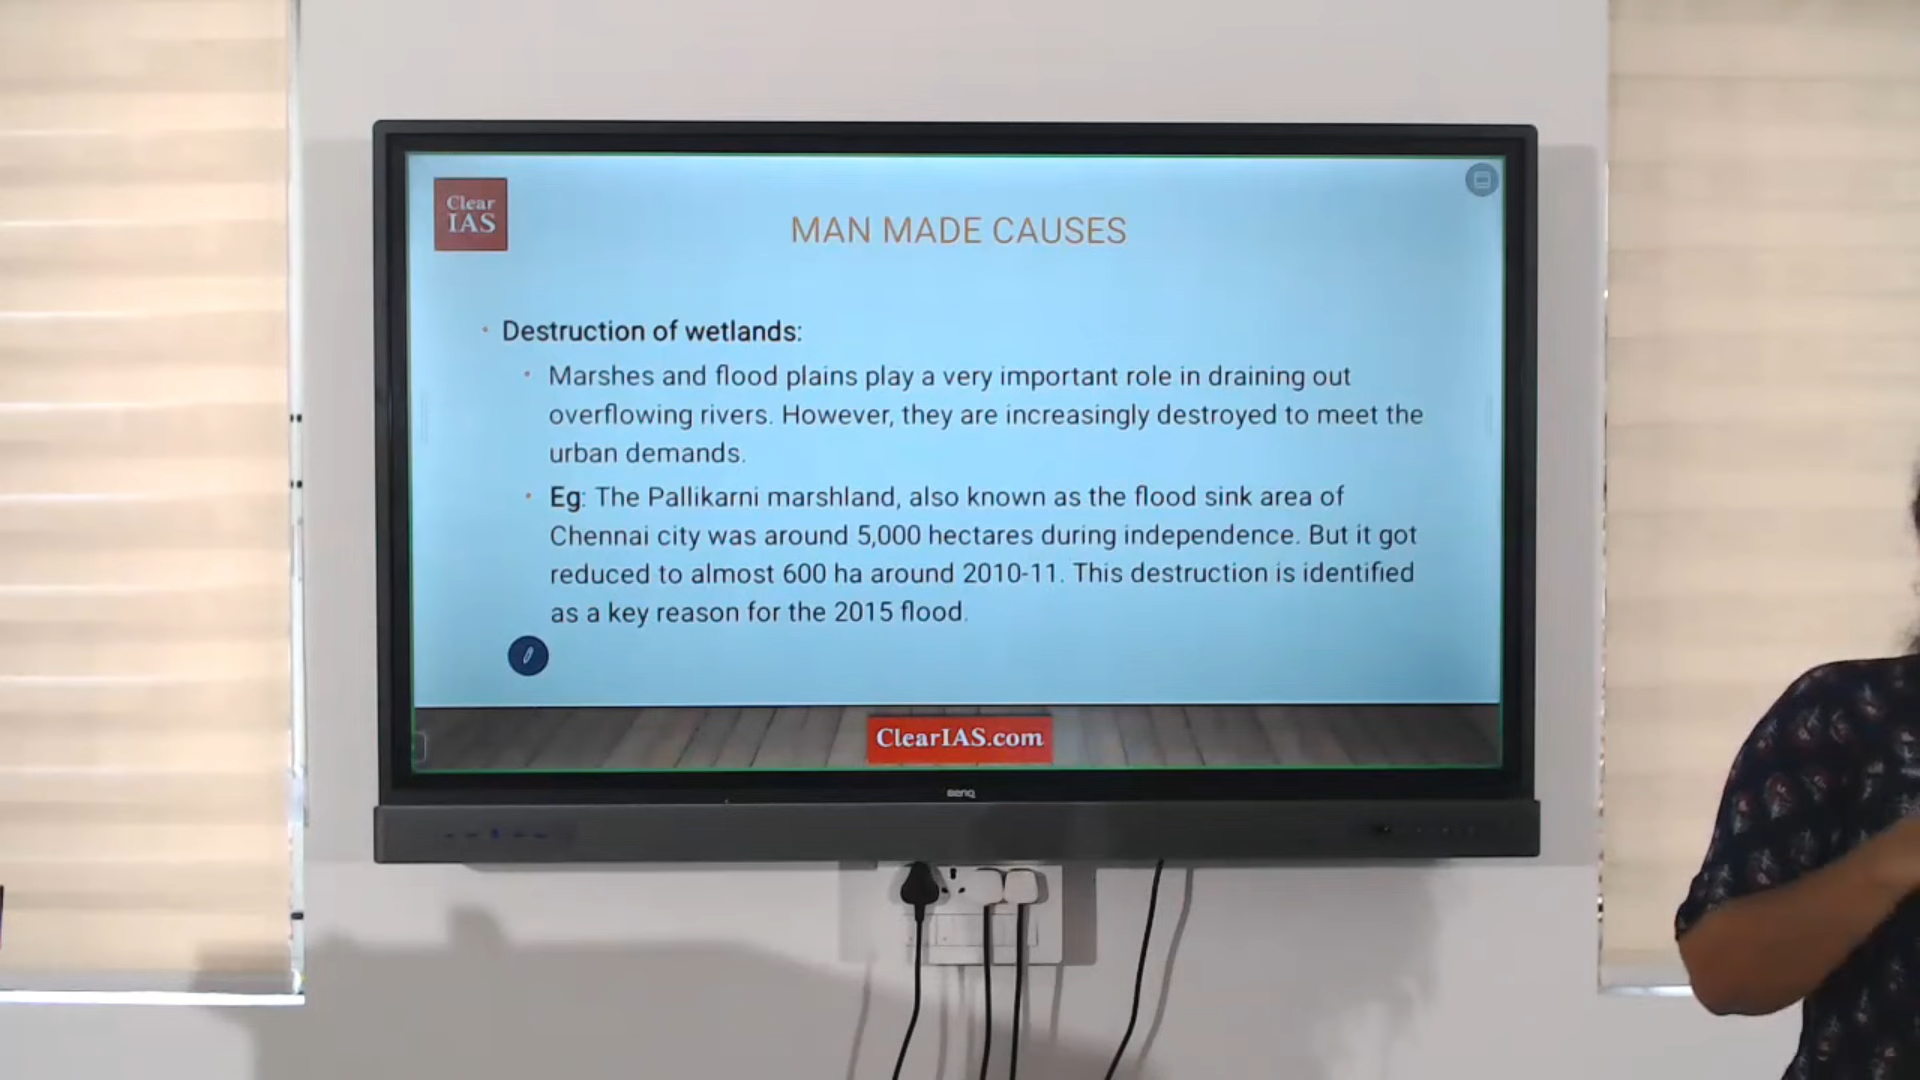 Clear
IAS
MAN MADE CAUSES
• Destruction of wetlands:
• Marshes and flood plains play a very important role in draining out
overflowing rivers. However, they are increasingly destroyed to meet the
urban demands.
• Eg: The Pallikarni marshland, also known as the flood sink area of
Chennai city was around 5,000 hectares during independence. But it got
reduced to almost 600 ha around 2010-11. This destruction is identified
as a key reason for the 2015 flood.
ClearIAS.com
BenQ